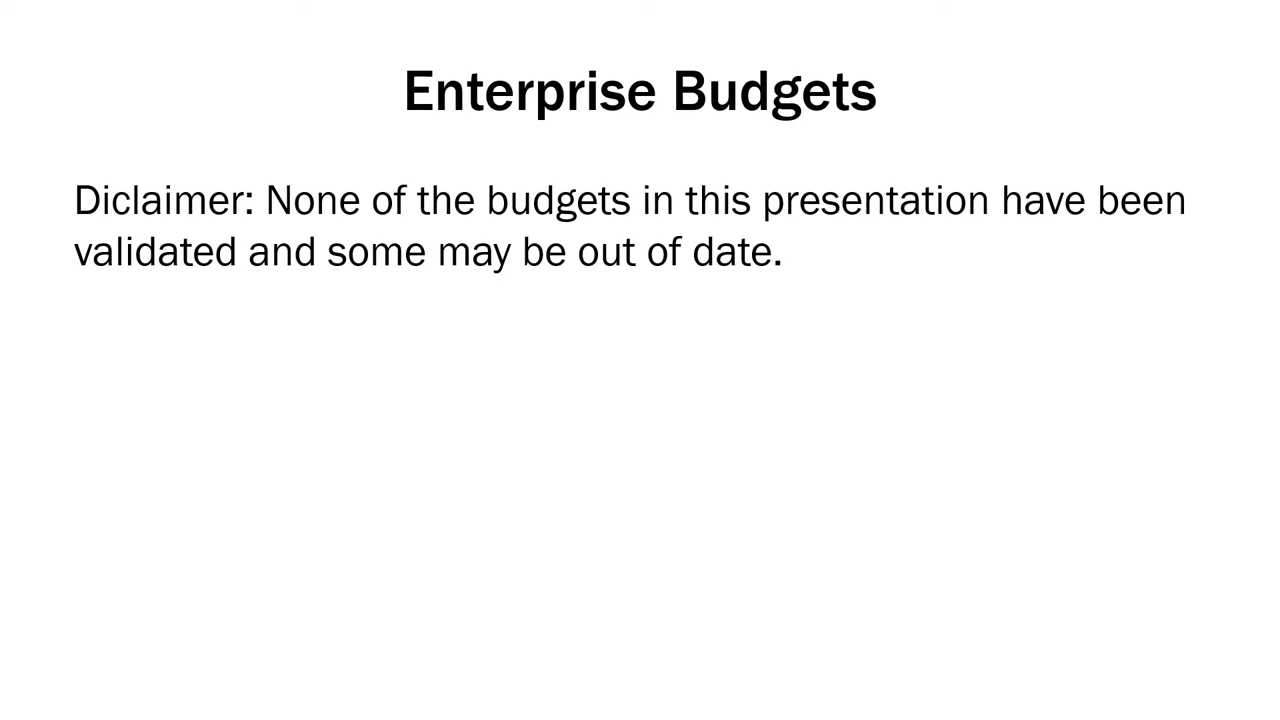 Enterprise Budgets
Diclaimer: None of the budgets in this presentation have been
validated and some may be out of date.